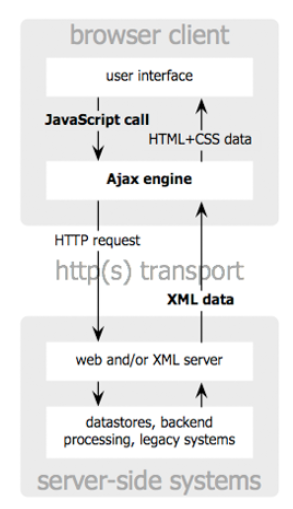 browser client
user interface
JavaScript call
HTML+CSS data
Ajax engine
HTTP request
http(s) transport
XML data
web and/or XML server
datastores, backend
processing, legacy systems
server-side systems